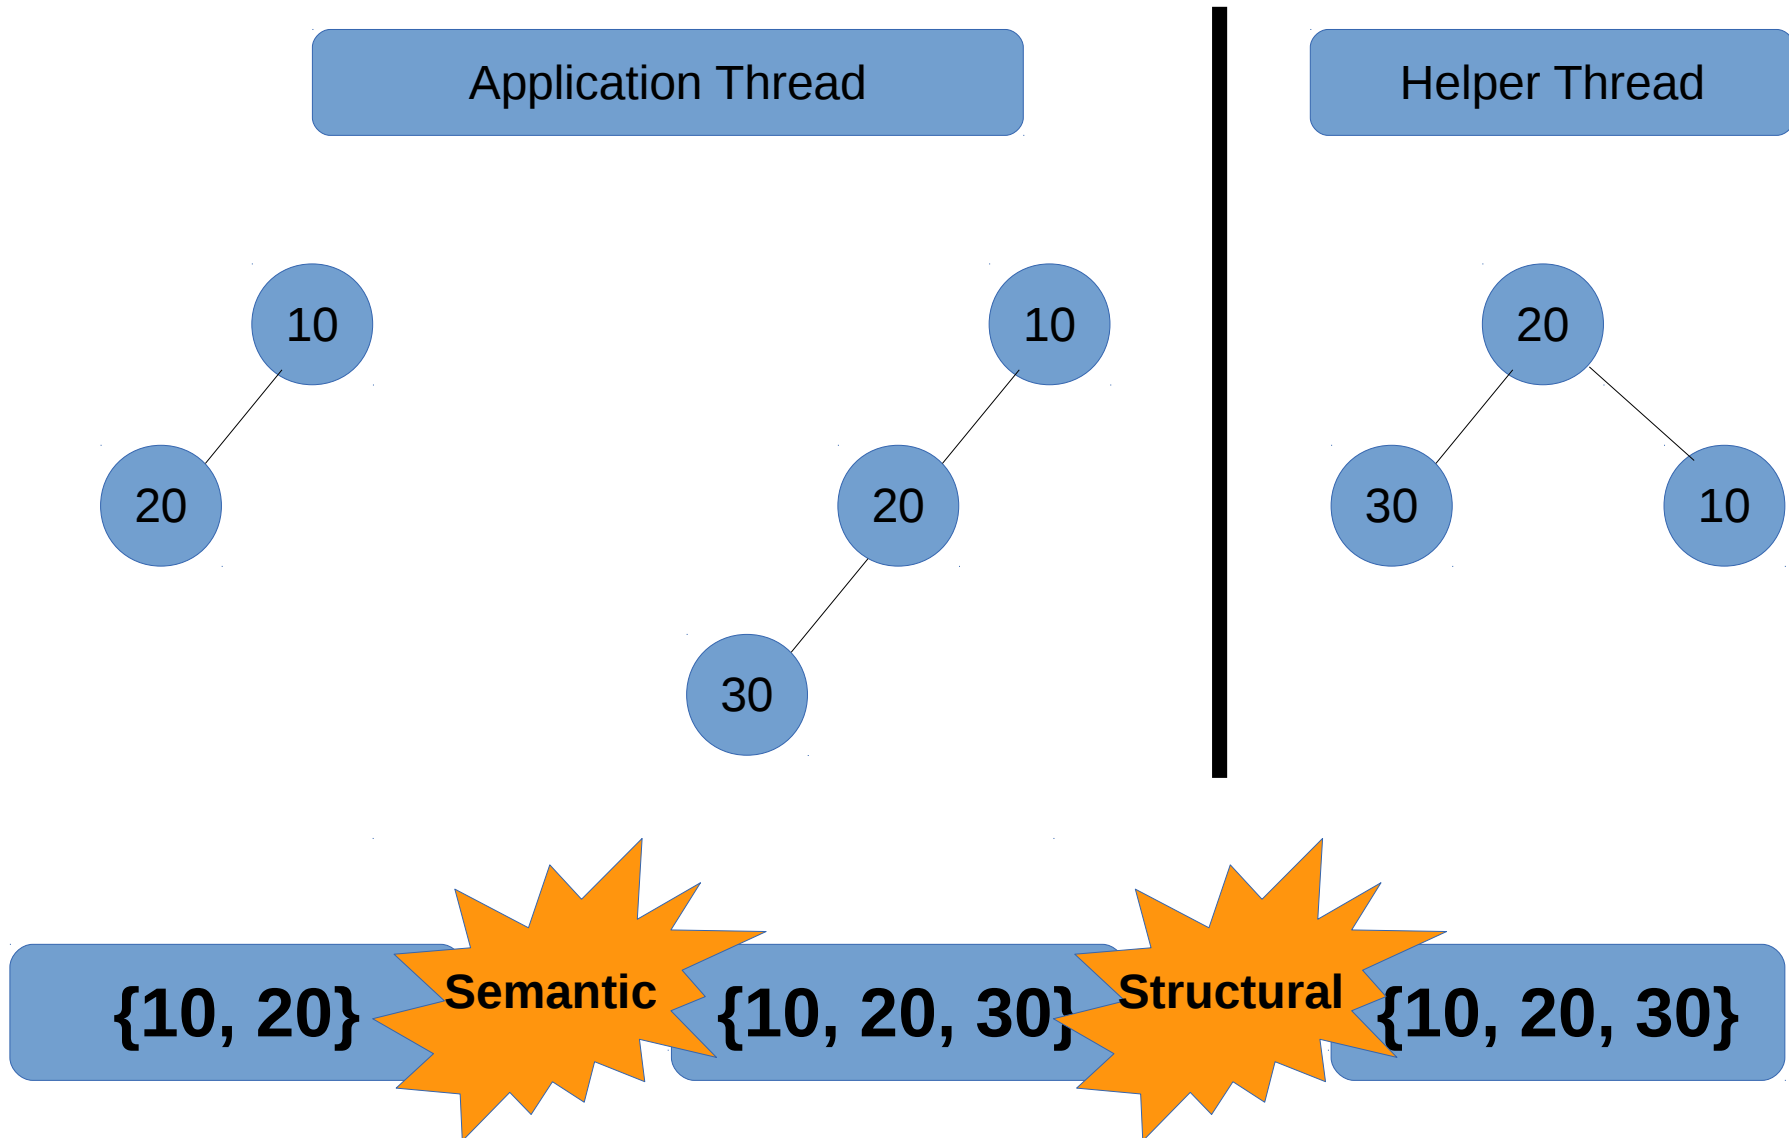 Application Thread
Helper Thread
10
10
20
20
20
30
10
30
Semantic
Structural
{10, 20}
{10, 20, 30}
{10, 20, 30}